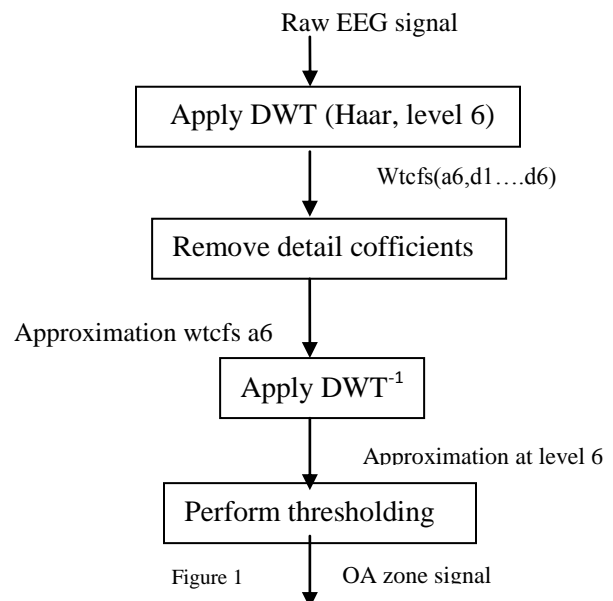 Raw EEG signal
Apply DWT (Haar, level 6)
Wtcfs(a6,d1….d6)
Remove detail cofficients
Approximation wtcfs a6
Apply DWT⁻¹
Approximation at level 6
Perform thresholding
Figure 1
OA zone signal